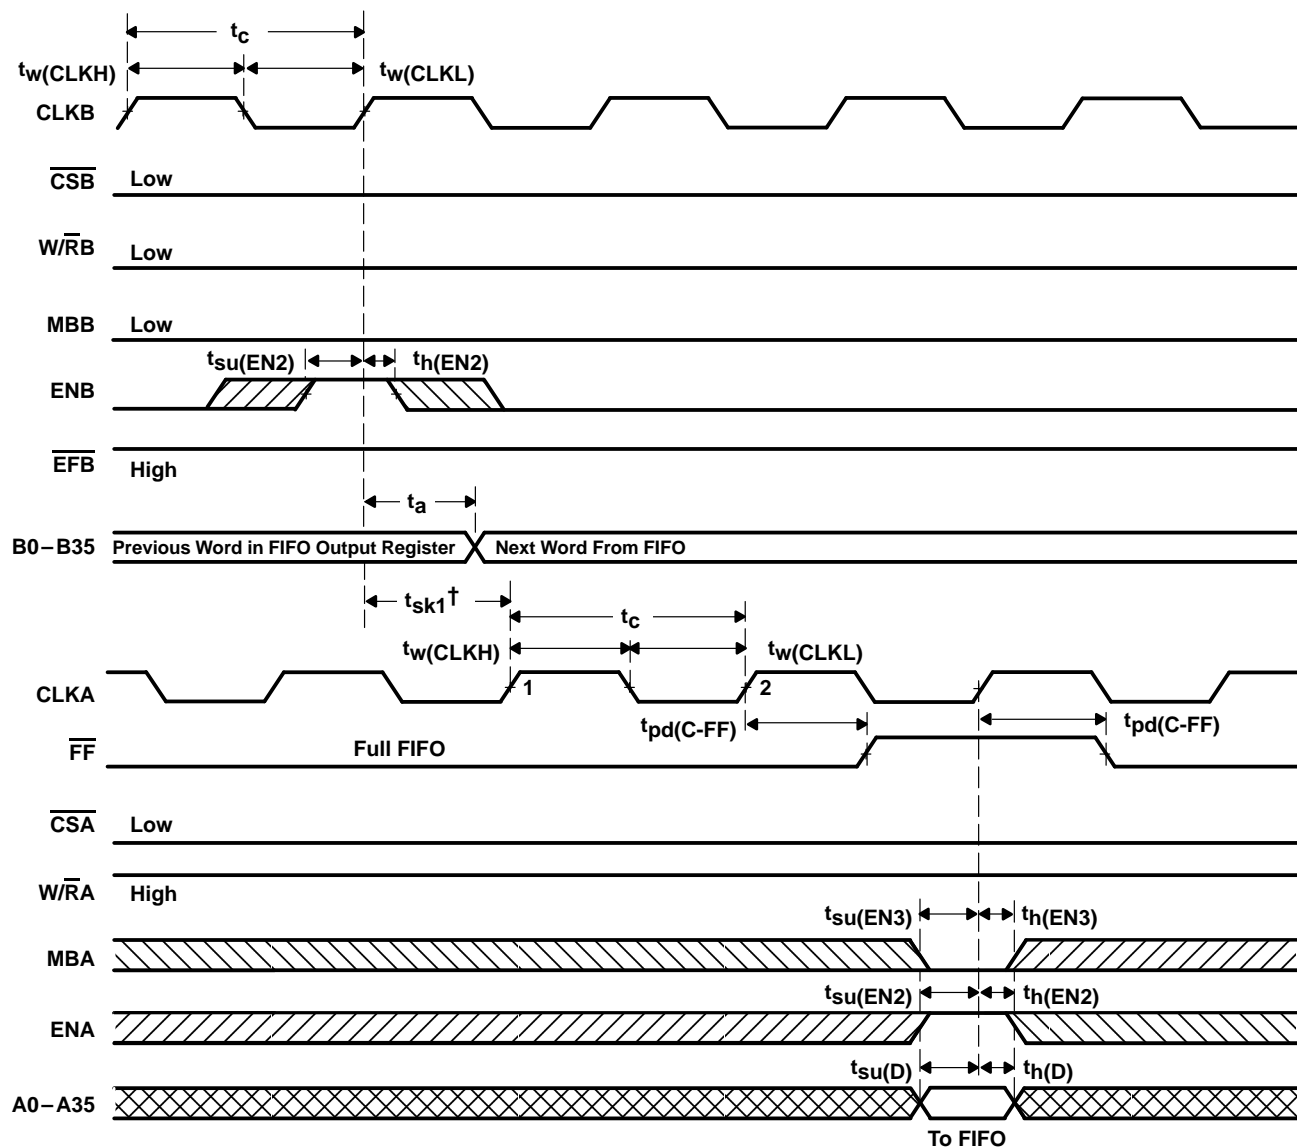 tc
tw(CLKH) tw(CLKL)
CLKB
CSB Low
W/RB Low
MBB Low
tsu(EN2) th(EN2)
ENB
EFB High
ta
B0–B35 Previous Word in FIFO Output Register Next Word From FIFO
tsk1† tc
tw(CLKH) tw(CLKL)
CLKA 1 2
tpd(C-FF) tpd(C-FF)
FF Full FIFO
CSA Low
W/RA High
tsu(EN3) th(EN3)
MBA
tsu(EN2) th(EN2)
ENA
tsu(D) th(D)
A0–A35
To FIFO